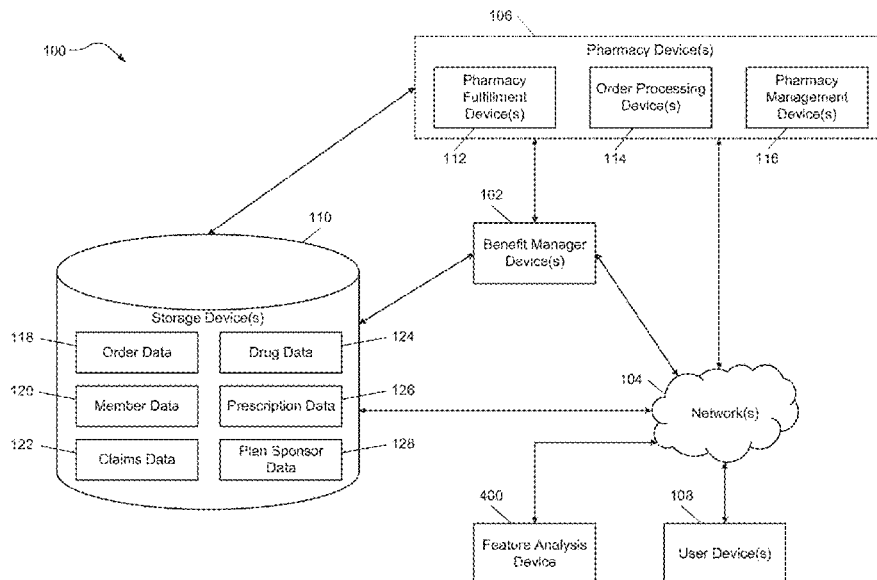 100
106
Pharmacy Device(s)
Pharmacy
Fulfillment
Device(s)
Order Processing
Device(s)
Pharmacy
Management
Device(s)
112
114
116
102
Benefit Manager
Device(s)
110
Storage Device(s)
118
Order Data
Drug Data
124
120
Member Data
Prescription Data
126
122
Claims Data
Plan Sponsor
Data
128
104
Network(s)
400
Feature Analysis
Device
108
User Device(s)